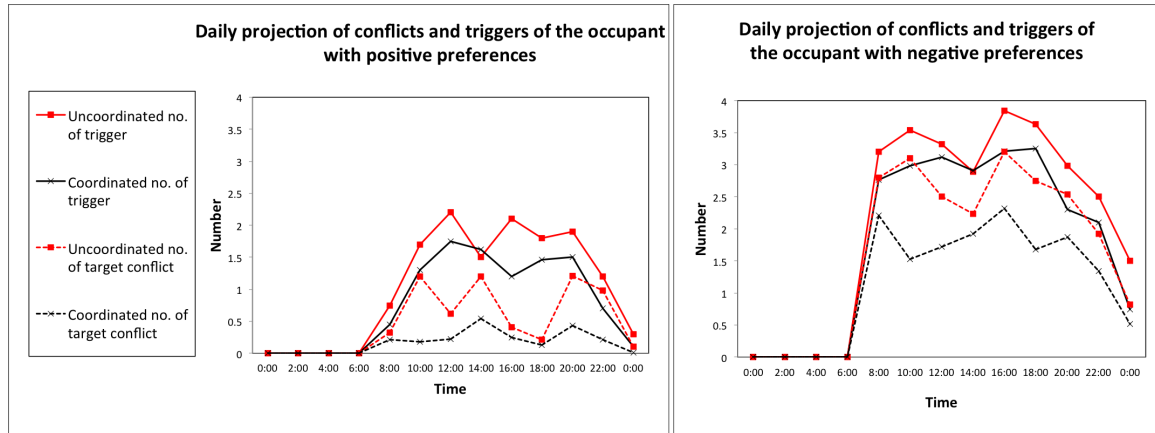 Daily projection of conflicts and triggers of the occupant
with positive preferences
Uncoordinated no.
of trigger
Coordinated no. of
trigger
Uncoordinated no.
of target conflict
Coordinated no. of
target conflict
Number
4
3.5
3
2.5
2
1.5
1
0.5
0
0:00 2:00 4:00 6:00 8:00 10:00 12:00 14:00 16:00 18:00 20:00 22:00 0:00
Time
Daily projection of conflicts and triggers of
the occupant with negative preferences
Number
4
3.5
3
2.5
2
1.5
1
0.5
0
0:00 2:00 4:00 6:00 8:00 10:00 12:00 14:00 16:00 18:00 20:00 22:00 0:00
Time